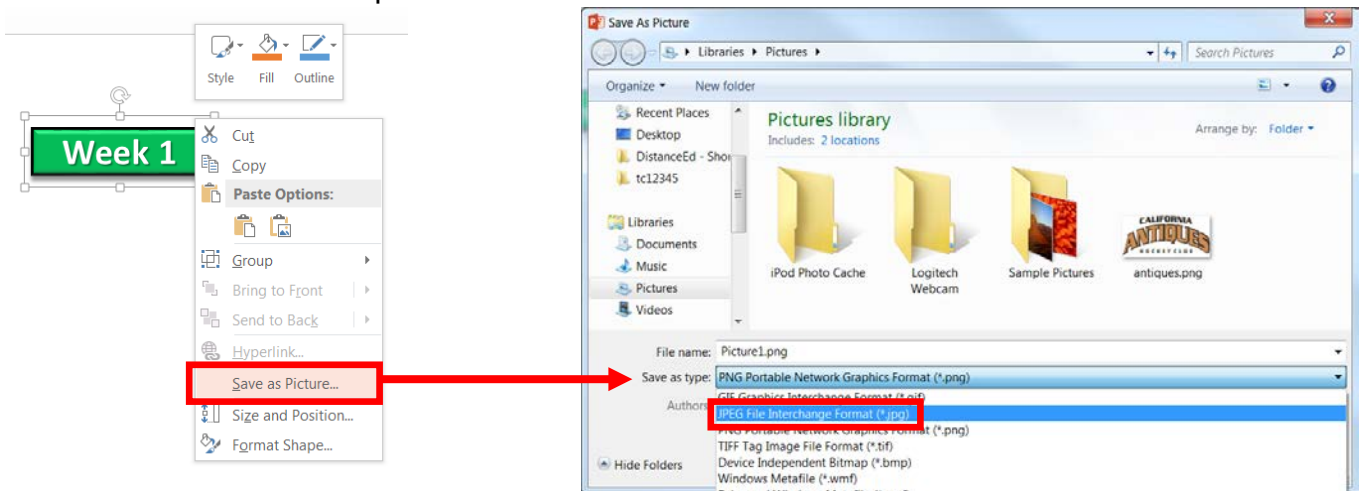 Style Fill Outline
Week 1
Cut
Copy
Paste Options:
Group
Bring to Front
Send to Back
Hyperlink...
Save as Picture...
Size and Position...
Format Shape...
Save As Picture
Libraries Pictures
Search Pictures
Organize New folder
Recent Places
Desktop
DistanceEd - Shor
tc12345
Libraries
Documents
Music
Pictures
Videos
Pictures library
Includes: 2 locations
Arrange by: Folder
iPod Photo Cache
Logitech
Webcam
Sample Pictures
CALIFORNIA
ANTIQUES
HOCKEY CLUB
antiques.png
File name: Picture1.png
Save as type: PNG Portable Network Graphics Format (*.png)
Authors
GIF Graphics Interchange Format (*.gif)
JPEG File Interchange Format (*.jpg)
PNG Portable Network Graphics Format (*.png)
TIFF Tag Image File Format (*.tif)
Device Independent Bitmap (*.bmp)
Windows Metafile (*.wmf)
Hide Folders